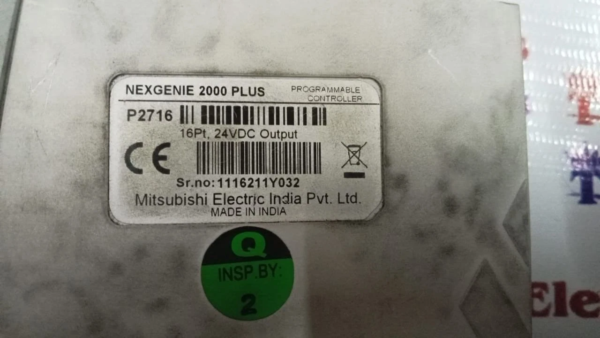 NEXGENIE 2000 PLUS
PROGRAMMABLE
CONTROLLER
P2716
16Pt, 24VDC Output
CE
Sr.no:1116211Y032
Mitsubishi Electric India Pvt. Ltd.
MADE IN INDIA
Q
INSP.BY:
2
Ele